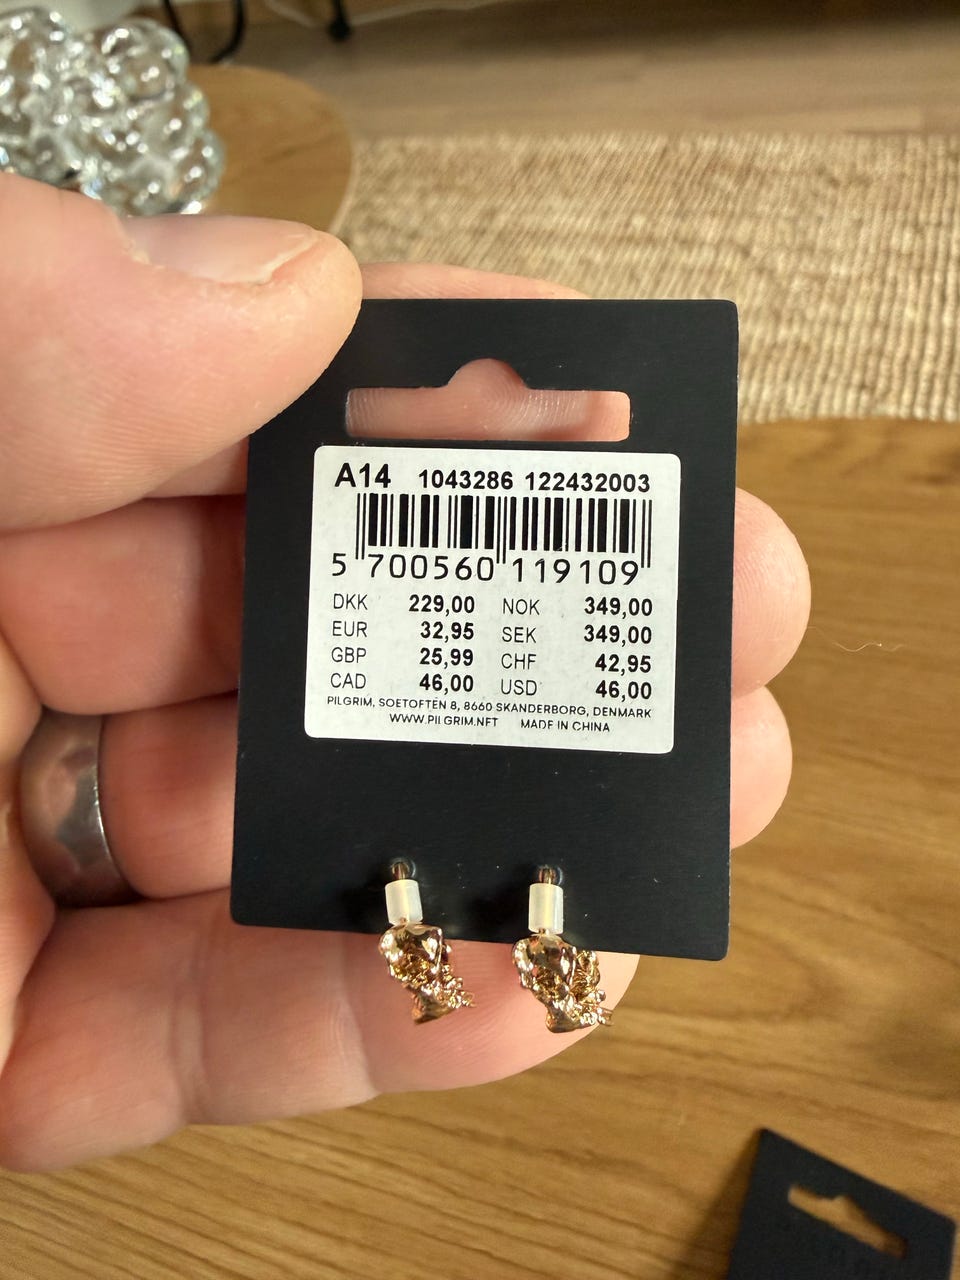 A14 1043286 122432003
5 700560 119109
DKK 229,00 NOK 349,00
EUR 32,95 SEK 349,00
GBP 25,99 CHF 42,95
CAD 46,00 USD 46,00
PILGRIM, SOETOFTEN 8, 8660 SKANDERBORG, DENMARK
WWW.PILGRIM.NET MADE IN CHINA